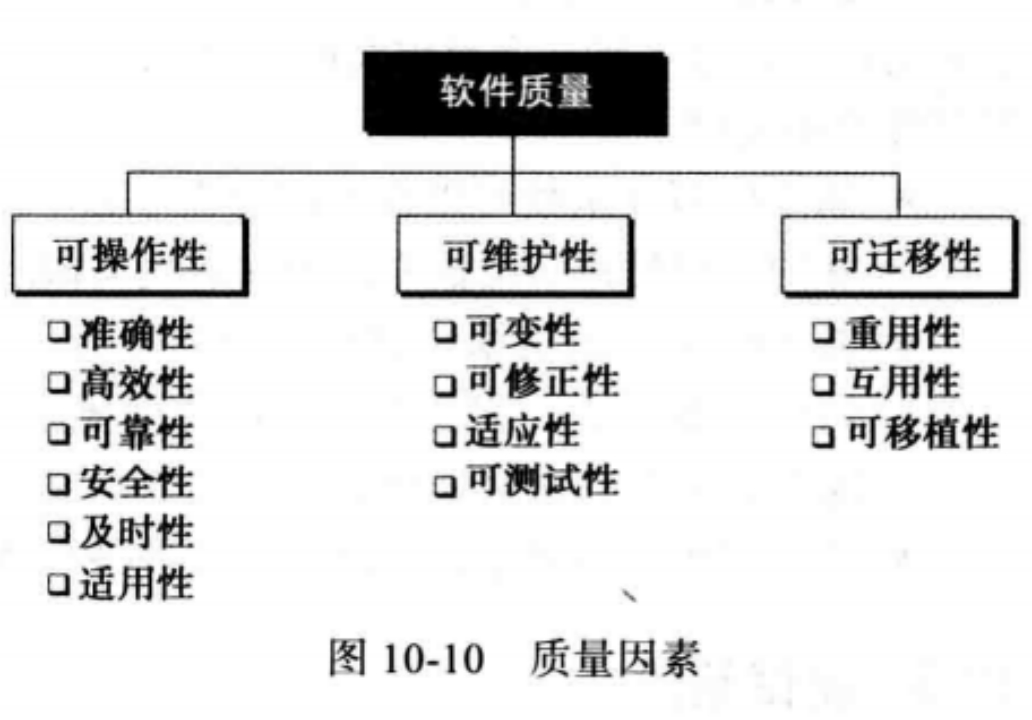 软件质量
可操作性
准确性
高效性
可靠性
安全性
及时性
适用性
可维护性
可变性
可修正性
适应性
可测试性
可迁移性
重用性
互用性
可移植性
图 10-10 质量因素